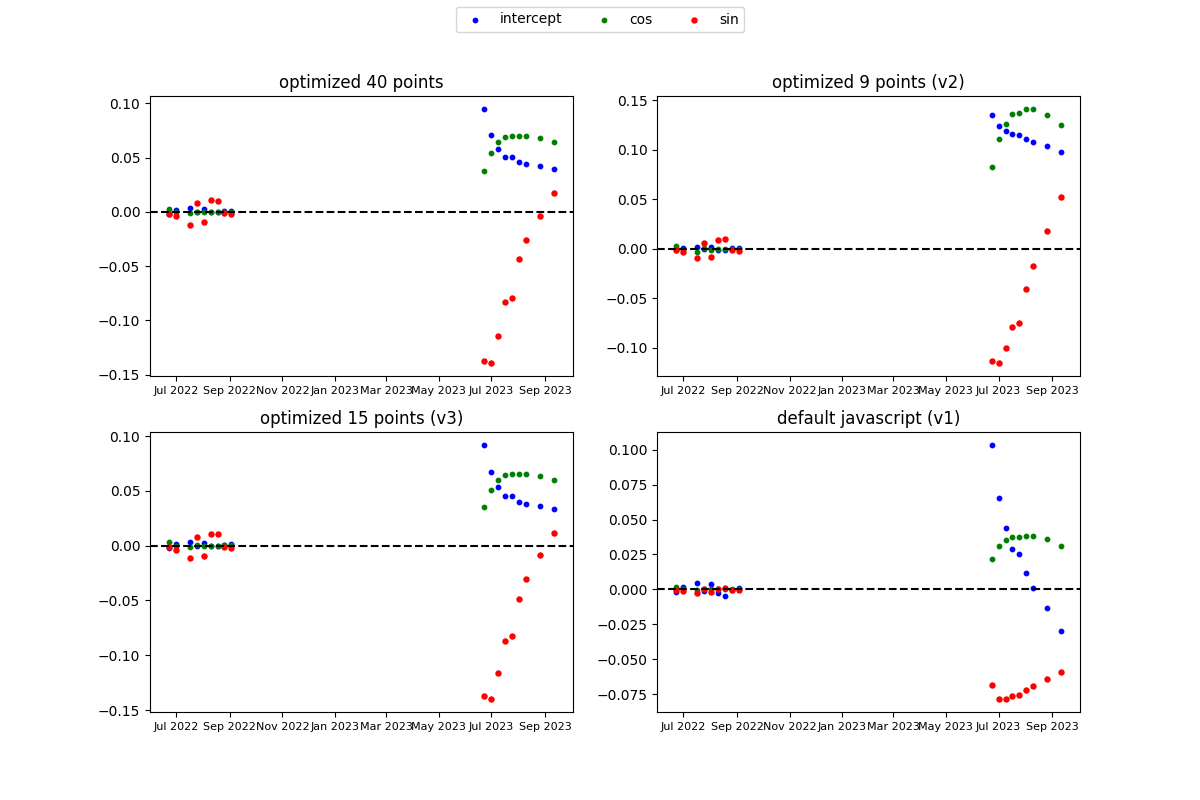 intercept cos sin
optimized 40 points
0.10
0.05
0.00
−0.05
−0.10
−0.15
Jul 2022 Sep 2022 Nov 2022 Jan 2023 Mar 2023 May 2023 Jul 2023 Sep 2023
optimized 9 points (v2)
0.15
0.10
0.05
0.00
−0.05
−0.10
Jul 2022 Sep 2022 Nov 2022 Jan 2023 Mar 2023 May 2023 Jul 2023 Sep 2023
optimized 15 points (v3)
0.10
0.05
0.00
−0.05
−0.10
−0.15
Jul 2022 Sep 2022 Nov 2022 Jan 2023 Mar 2023 May 2023 Jul 2023 Sep 2023
default javascript (v1)
0.100
0.075
0.050
0.025
0.000
−0.025
−0.050
−0.075
Jul 2022 Sep 2022 Nov 2022 Jan 2023 Mar 2023 May 2023 Jul 2023 Sep 2023